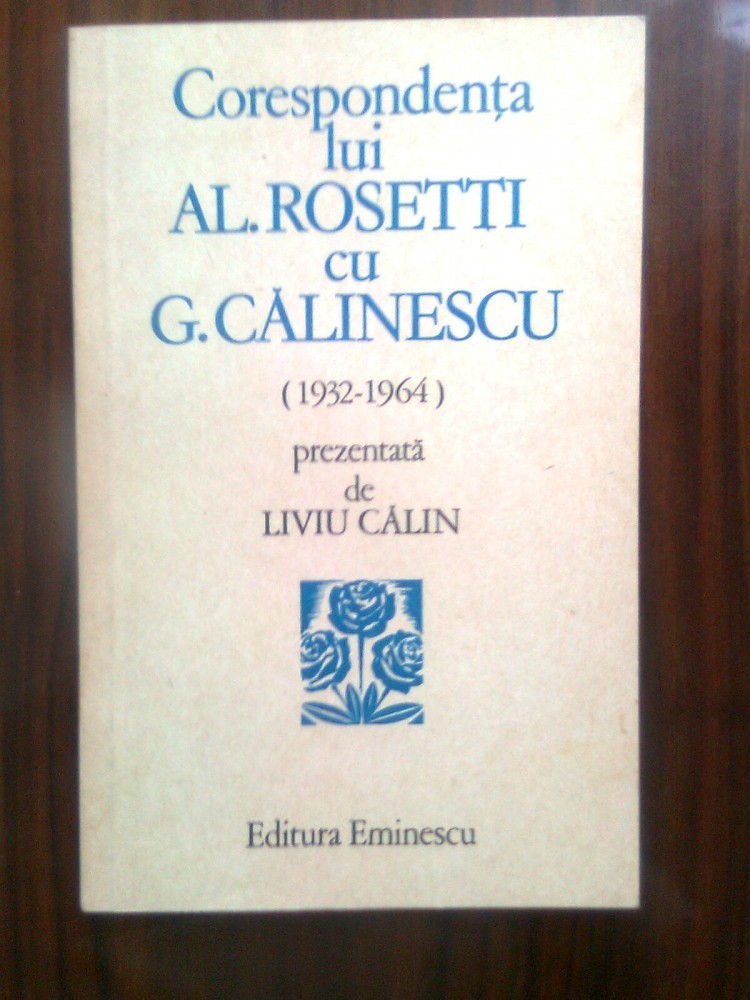 Corespondența
lui
AL. ROSETTI
cu
G. CĂLINESCU
(1932-1964)
prezentată
de
LIVIU CĂLIN
Editura Eminescu